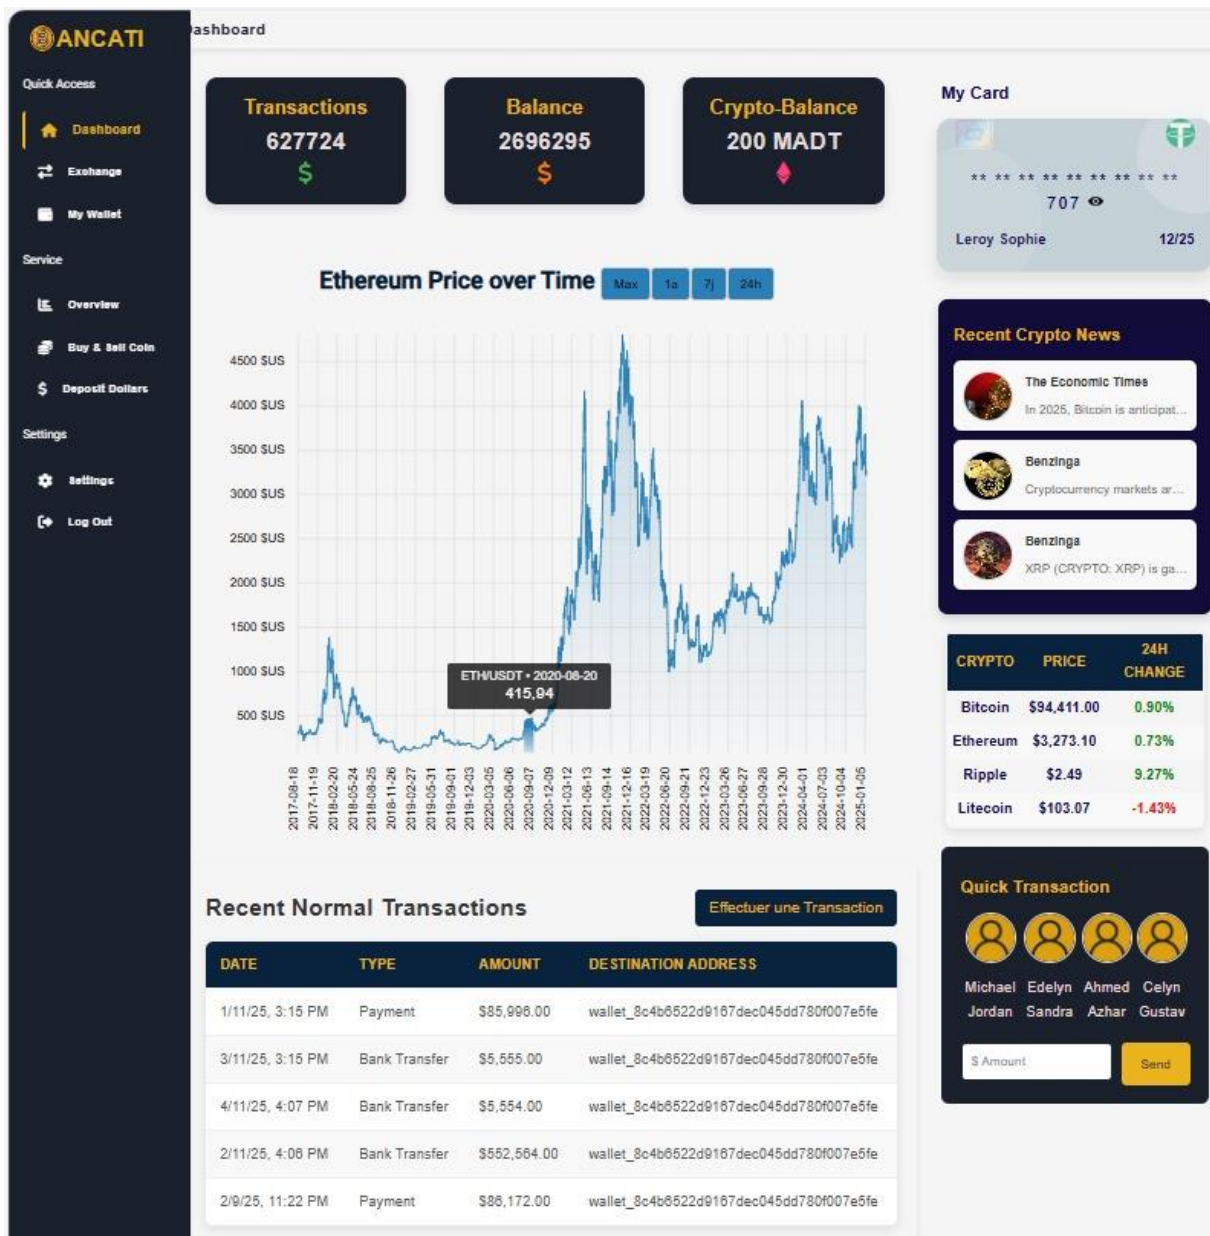 ANCATI
Dashboard
Quick Access
Dashboard
Exchange
My Wallet
Service
Overview
Buy & Sell Coin
Deposit Dollars
Settings
Settings
Log Out
Transactions
627724
$
Balance
2696295
$
Crypto-Balance
200 MADT
My Card
** ** ** ** ** ** ** ** **
707
Leroy Sophie 12/25
Ethereum Price over Time Max 1a 7j 24h
4500 $US
4000 $US
3500 $US
3000 $US
2500 $US
2000 $US
1500 $US
1000 $US
500 $US
ETH/USDT • 2020-08-20
415,94
2017-08-18
2017-11-19
2018-02-20
2018-05-24
2018-08-25
2018-11-26
2019-02-27
2019-05-31
2019-09-01
2019-12-03
2020-03-05
2020-06-06
2020-09-07
2020-12-09
2021-03-12
2021-06-13
2021-09-14
2021-12-16
2022-03-19
2022-06-20
2022-09-21
2022-12-23
2023-03-26
2023-06-27
2023-09-28
2023-12-30
2024-04-01
2024-07-03
2024-10-04
2025-01-05
Recent Crypto News
The Economic Times
In 2025, Bitcoin is anticipat...
Benzinga
Cryptocurrency markets ar...
Benzinga
XRP (CRYPTO: XRP) is ga...
CRYPTO PRICE 24H CHANGE
Bitcoin $94,411.00 0.90%
Ethereum $3,273.10 0.73%
Ripple $2.49 9.27%
Litecoin $103.07 -1.43%
Recent Normal Transactions
Effectuer une Transaction
DATE TYPE AMOUNT DESTINATION ADDRESS
1/11/25, 3:15 PM Payment $85,996.00 wallet_8c4b6522d9167dec045dd780f007e5fe
3/11/25, 3:15 PM Bank Transfer $5,555.00 wallet_8c4b6522d9167dec045dd780f007e5fe
4/11/25, 4:07 PM Bank Transfer $5,554.00 wallet_8c4b6522d9167dec045dd780f007e5fe
2/11/25, 4:06 PM Bank Transfer $552,564.00 wallet_8c4b6522d9167dec045dd780f007e5fe
2/9/25, 11:22 PM Payment $86,172.00 wallet_8c4b6522d9167dec045dd780f007e5fe
Quick Transaction
Michael Jordan
Edelyn Sandra
Ahmed Azhar
Celyn Gustav
$ Amount
Send